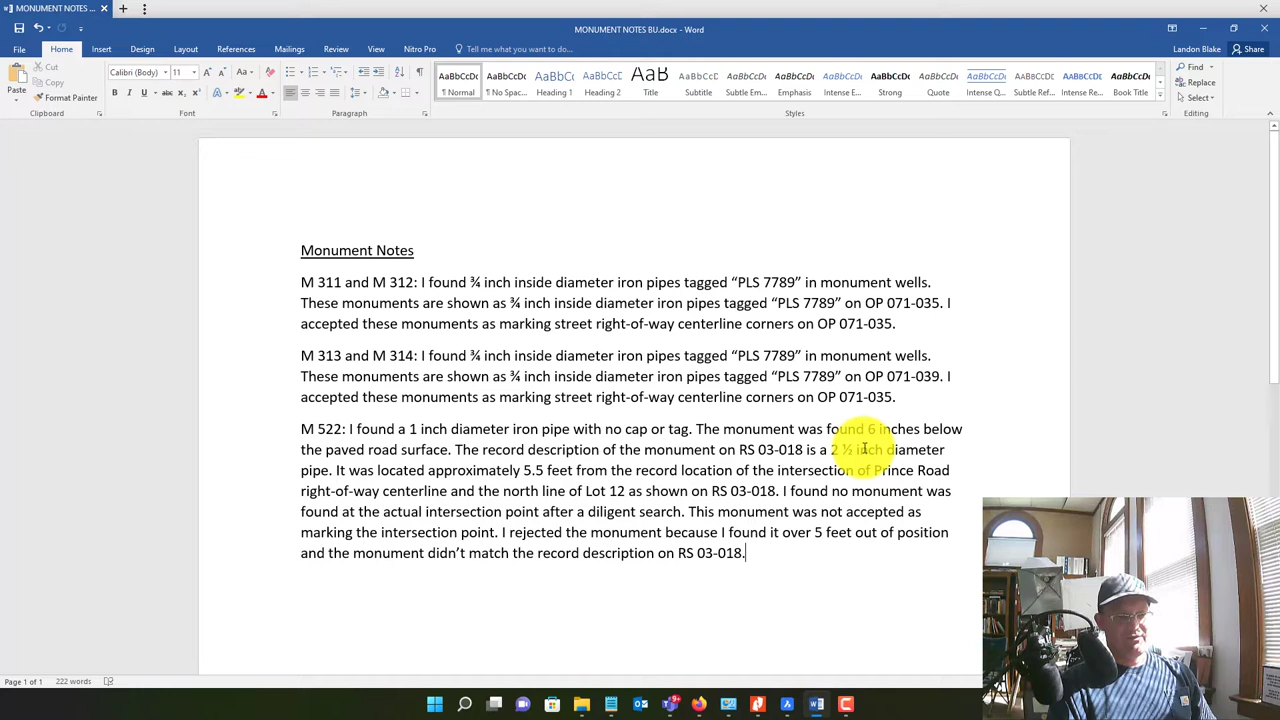 MONUMENT NOTES ...
MONUMENT NOTES BU.docx - Word
File Home Insert Design Layout References Mailings Review View Nitro Pro Tell me what you want to do... Landon Blake Share
Paste Cut Copy Format Painter
Clipboard
Calibri (Body) 11
B I U abc
Font
Paragraph
AaBbCcDc AaBbCcDc AaBbCc AaBbCcC AaB AaBbCcC AaBbCcDc AaBbCcDc AaBbCcDc AaBbCcDc AaBbCcDc AaBbCcDc AaBbCcDc AaBbCcDc AaBbCcDc
¶ Normal ¶ No Spac... Heading 1 Heading 2 Title Subtitle Subtle Em... Emphasis Intense E... Strong Quote Intense Q... Subtle Ref... Intense Re... Book Title
Styles
Find
Replace
Select
Editing
Monument Notes
M 311 and M 312: I found ¾ inch inside diameter iron pipes tagged “PLS 7789” in monument wells.
These monuments are shown as ¾ inch inside diameter iron pipes tagged “PLS 7789” on OP 071-035. I
accepted these monuments as marking street right-of-way centerline corners on OP 071-035.
M 313 and M 314: I found ¾ inch inside diameter iron pipes tagged “PLS 7789” in monument wells.
These monuments are shown as ¾ inch inside diameter iron pipes tagged “PLS 7789” on OP 071-039. I
accepted these monuments as marking street right-of-way centerline corners on OP 071-035.
M 522: I found a 1 inch diameter iron pipe with no cap or tag. The monument was found 6 inches below
the paved road surface. The record description of the monument on RS 03-018 is a 2 ½ inch diameter
pipe. It was located approximately 5.5 feet from the record location of the intersection of Prince Road
right-of-way centerline and the north line of Lot 12 as shown on RS 03-018. I found no monument was
found at the actual intersection point after a diligent search. This monument was not accepted as
marking the intersection point. I rejected the monument because I found it over 5 feet out of position
and the monument didn’t match the record description on RS 03-018.
Page 1 of 1 222 words